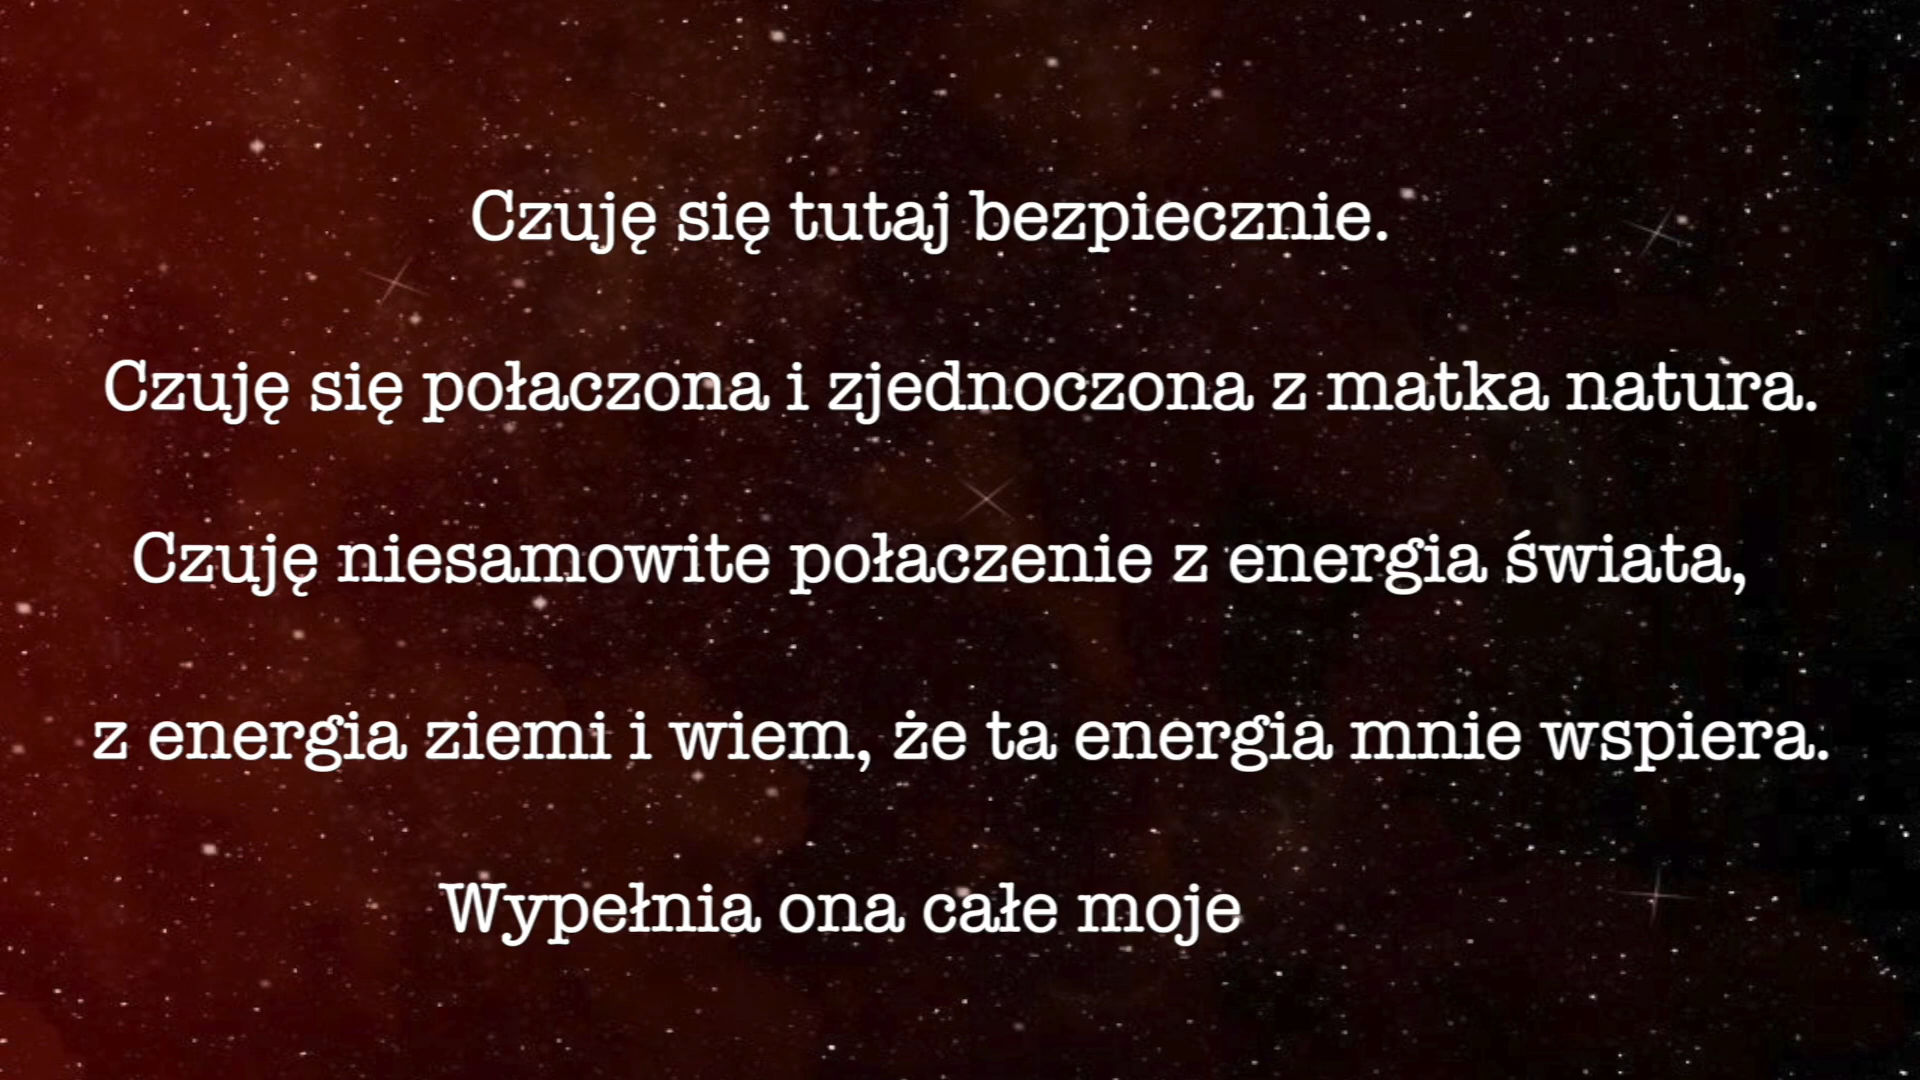 Czuję się tutaj bezpiecznie.
Czuję się połaczona i zjednoczona z matka natura.
Czuję niesamowite połaczenie z energia świata,
z energia ziemi i wiem, że ta energia mnie wspiera.
Wypełnia ona całe moje